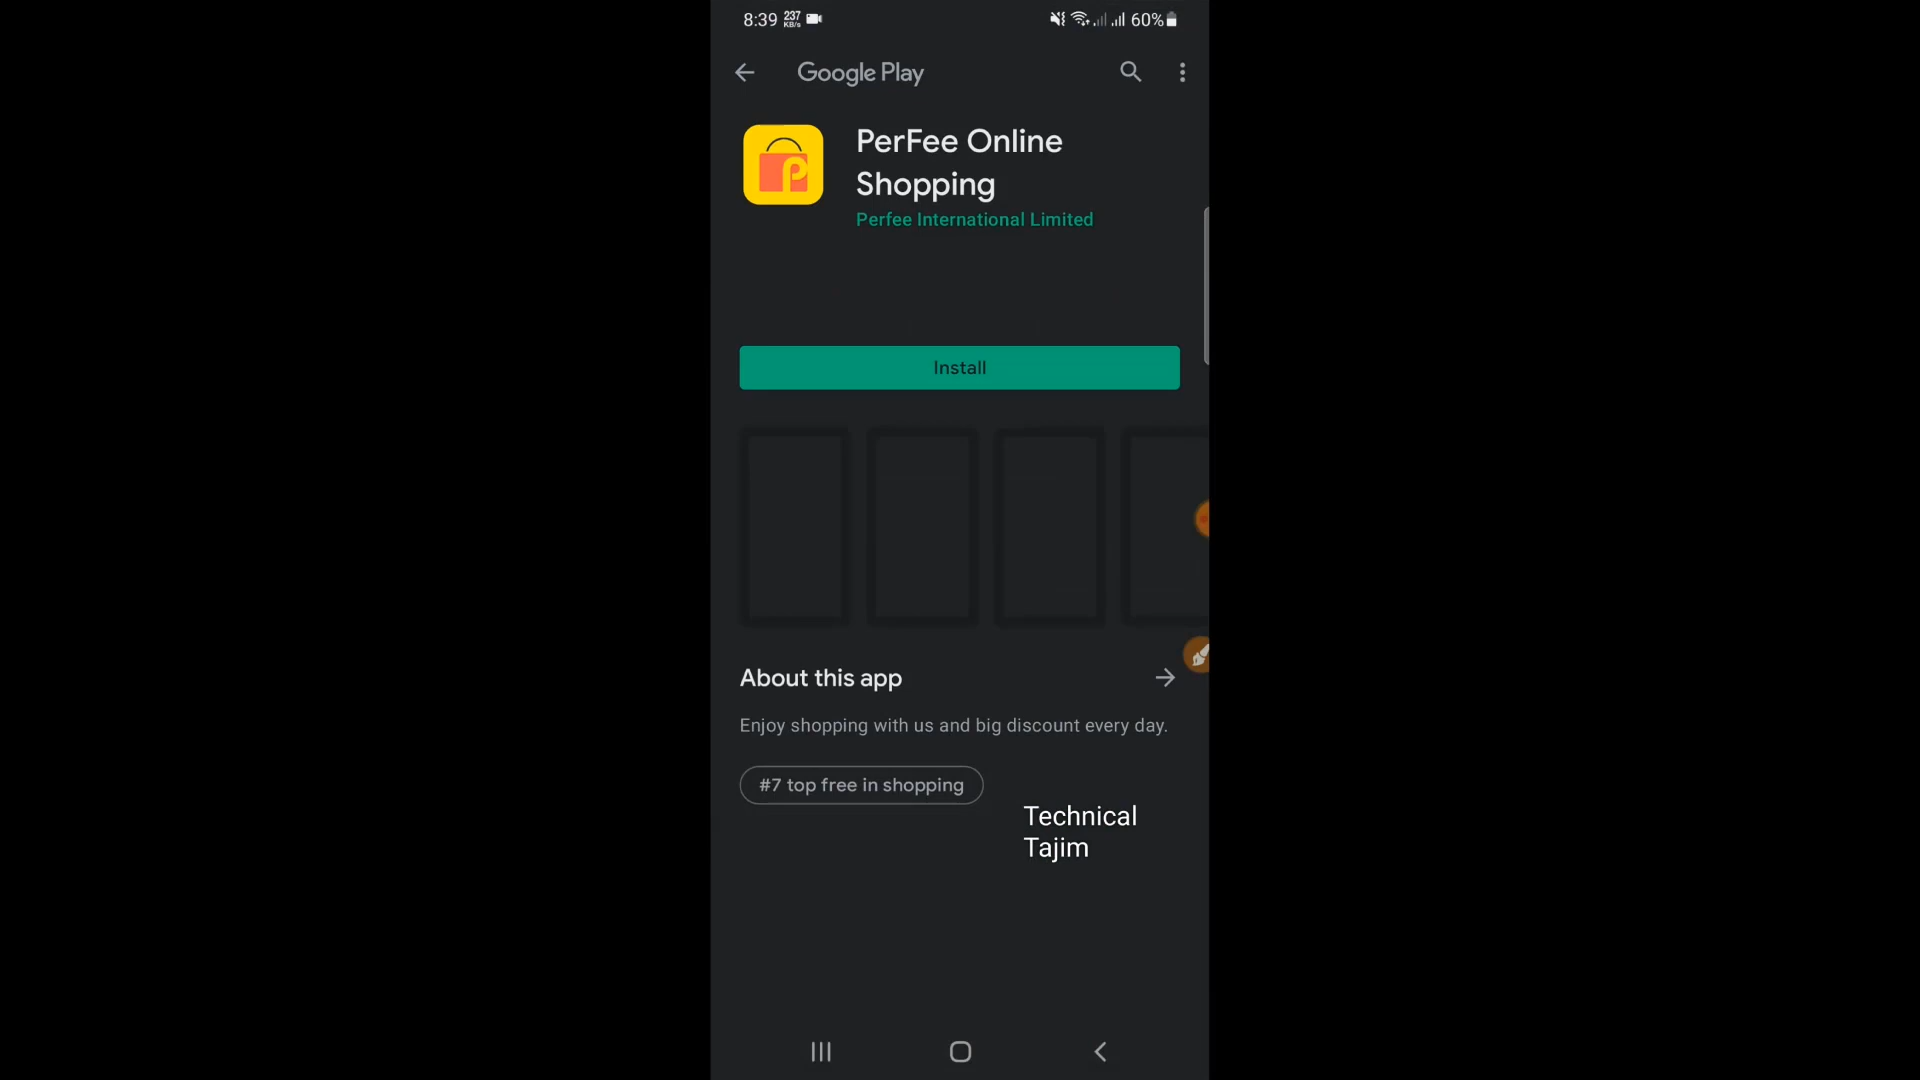 8:39 237 KB/s 60%
Google Play
PerFee Online
Shopping
Perfee International Limited
Install
About this app
Enjoy shopping with us and big discount every day.
#7 top free in shopping
Technical
Tajim